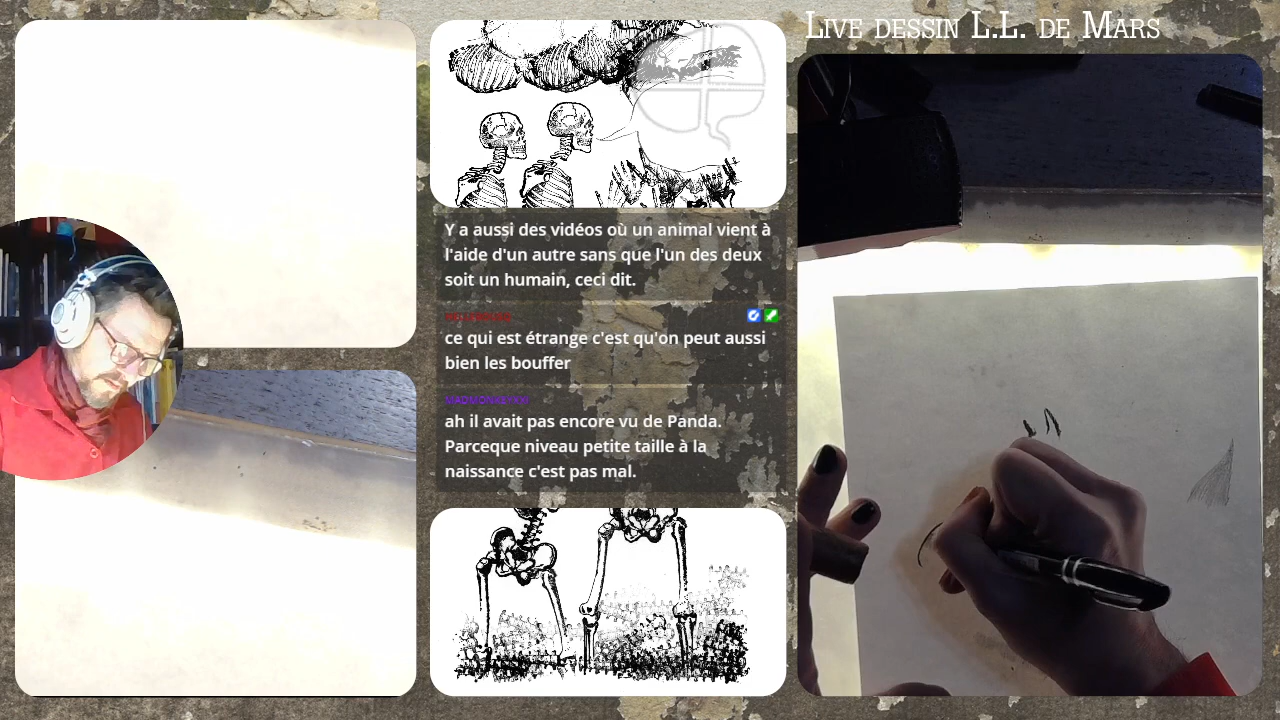 Live dessin L.L. de Mars
Y a aussi des vidéos où un animal vient à
l'aide d'un autre sans que l'un des deux
soit un humain, ceci dit.
ce qui est étrange c'est qu'on peut aussi
bien les bouffer
ah il avait pas encore vu de Panda.
Parceque niveau petite taille à la
naissance c'est pas mal.